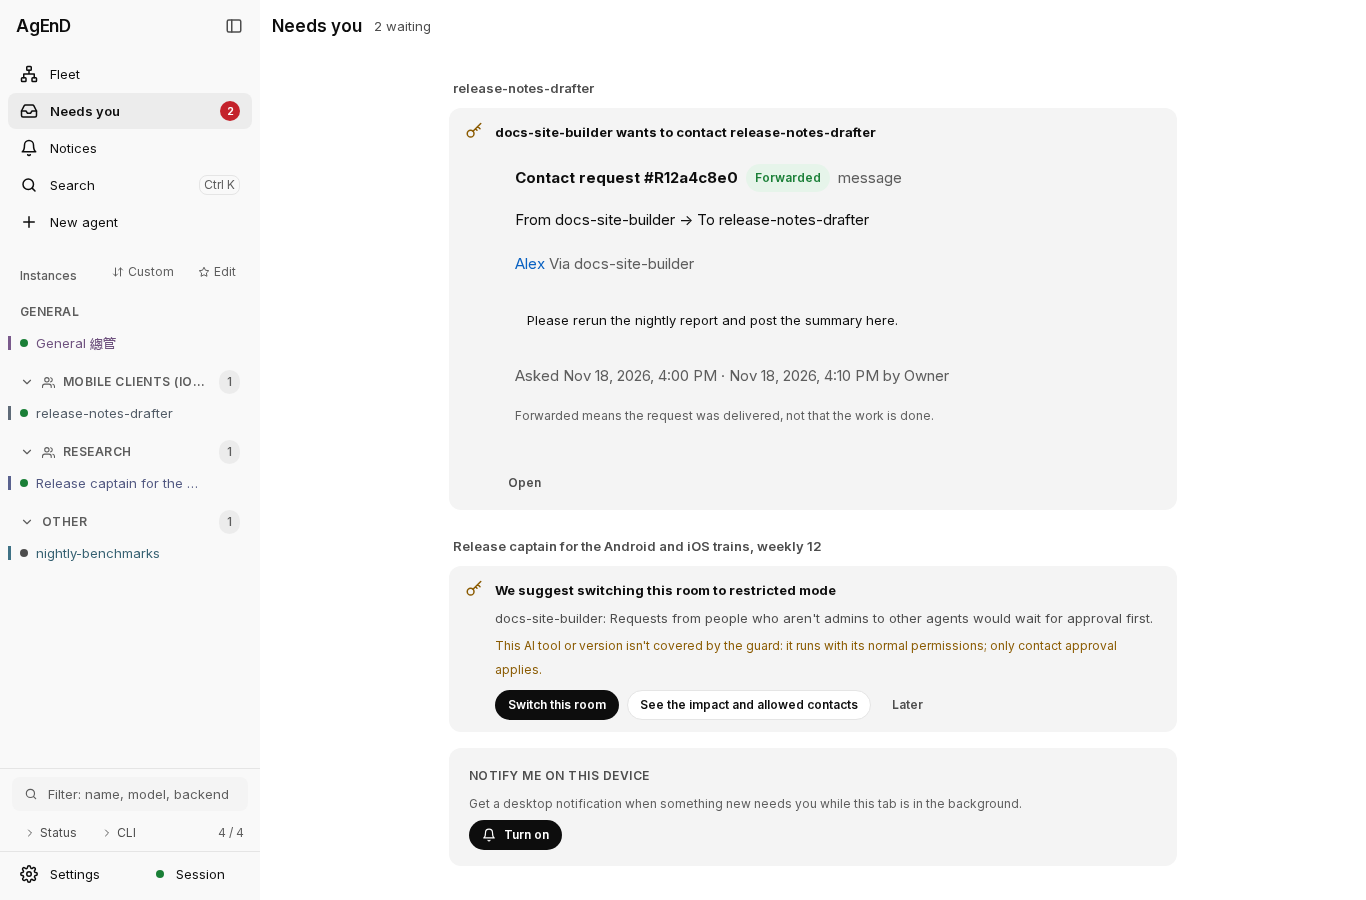 AgEnD
Fleet
Needs you
2
Notices
Search
Ctrl K
New agent
Instances
Custom
Edit
GENERAL
General 總管
MOBILE CLIENTS (IO...
1
release-notes-drafter
RESEARCH
1
Release captain for the ...
OTHER
1
nightly-benchmarks
Filter: name, model, backend
Status
CLI
4 / 4
Settings
Session
Needs you
2 waiting
release-notes-drafter
docs-site-builder wants to contact release-notes-drafter
Contact request #R12a4c8e0
Forwarded
message
From docs-site-builder → To release-notes-drafter
Alex Via docs-site-builder
Please rerun the nightly report and post the summary here.
Asked Nov 18, 2026, 4:00 PM · Nov 18, 2026, 4:10 PM by Owner
Forwarded means the request was delivered, not that the work is done.
Open
Release captain for the Android and iOS trains, weekly 12
We suggest switching this room to restricted mode
docs-site-builder: Requests from people who aren't admins to other agents would wait for approval first.
This AI tool or version isn't covered by the guard: it runs with its normal permissions; only contact approval
applies.
Switch this room
See the impact and allowed contacts
Later
NOTIFY ME ON THIS DEVICE
Get a desktop notification when something new needs you while this tab is in the background.
Turn on